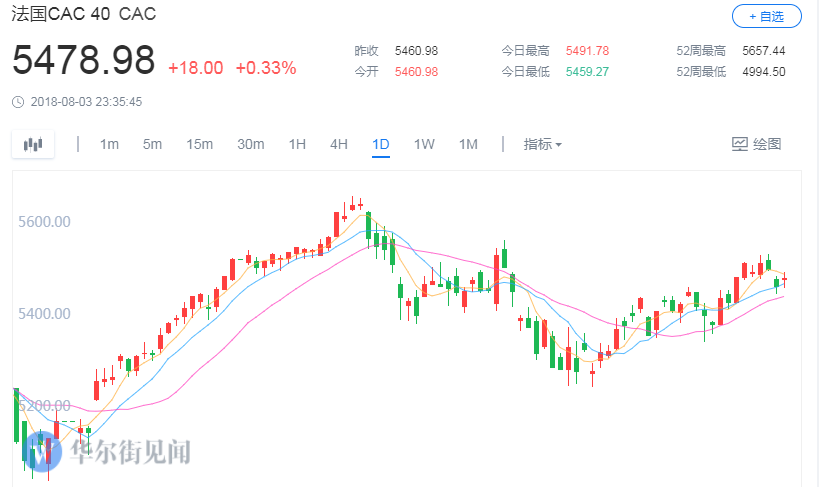 法国CAC 40 CAC
+ 自选
5478.98 +18.00 +0.33%
昨收 5460.98 今日最高 5491.78 52周最高 5657.44
今开 5460.98 今日最低 5459.27 52周最低 4994.50
2018-08-03 23:35:45
1m 5m 15m 30m 1H 4H 1D 1W 1M 指标 绘图
5600.00
5400.00
5200.00
华尔街见闻